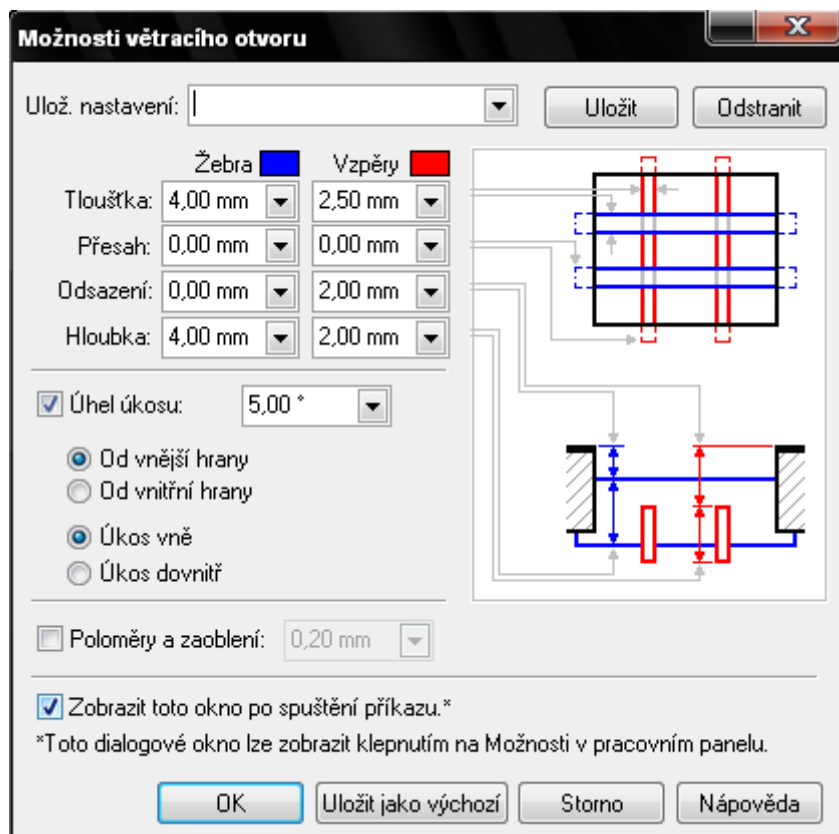 Možnosti větracího otvoru
Ulož. nastavení: Uložit Odstranit
Žebra Vzpěry
Tloušťka: 4,00 mm 2,50 mm
Přesah: 0,00 mm 0,00 mm
Odsazení: 0,00 mm 2,00 mm
Hloubka: 4,00 mm 2,00 mm
Úhel úkosu: 5,00 °
Od vnější hrany
Od vnitřní hrany
Úkos vně
Úkos dovnitř
Poloměry a zaoblení: 0,20 mm
Zobrazit toto okno po spuštění příkazu.*
*Toto dialogové okno lze zobrazit klepnutím na Možnosti v pracovním panelu.
OK Uložit jako výchozí Storno Nápověda